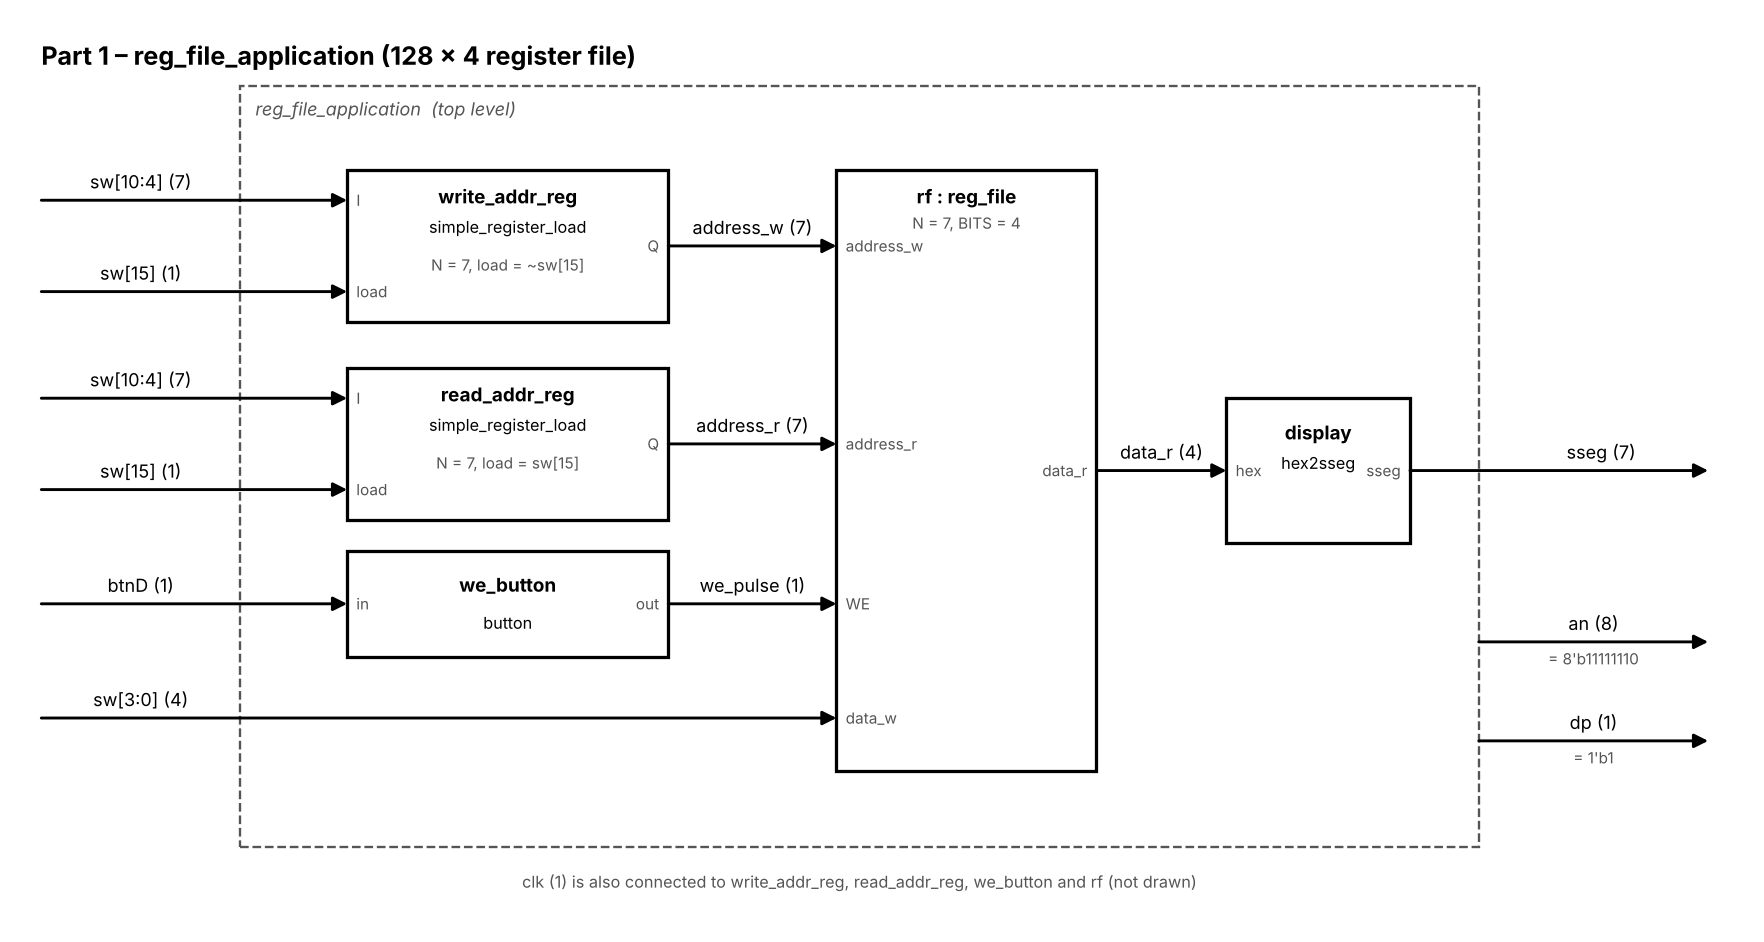 Part 1 – reg_file_application (128 × 4 register file)
reg_file_application (top level)
sw[10:4] (7)
I
write_addr_reg
simple_register_load
N = 7, load = ~sw[15]
Q
sw[15] (1)
load
address_w (7)
rf : reg_file
N = 7, BITS = 4
address_w
sw[10:4] (7)
I
read_addr_reg
simple_register_load
N = 7, load = sw[15]
Q
sw[15] (1)
load
address_r (7)
address_r
data_r
data_r (4)
display
hex2sseg
hex
sseg
sseg (7)
btnD (1)
in
we_button
button
out
we_pulse (1)
WE
an (8)
= 8'b11111110
sw[3:0] (4)
data_w
dp (1)
= 1'b1
clk (1) is also connected to write_addr_reg, read_addr_reg, we_button and rf (not drawn)